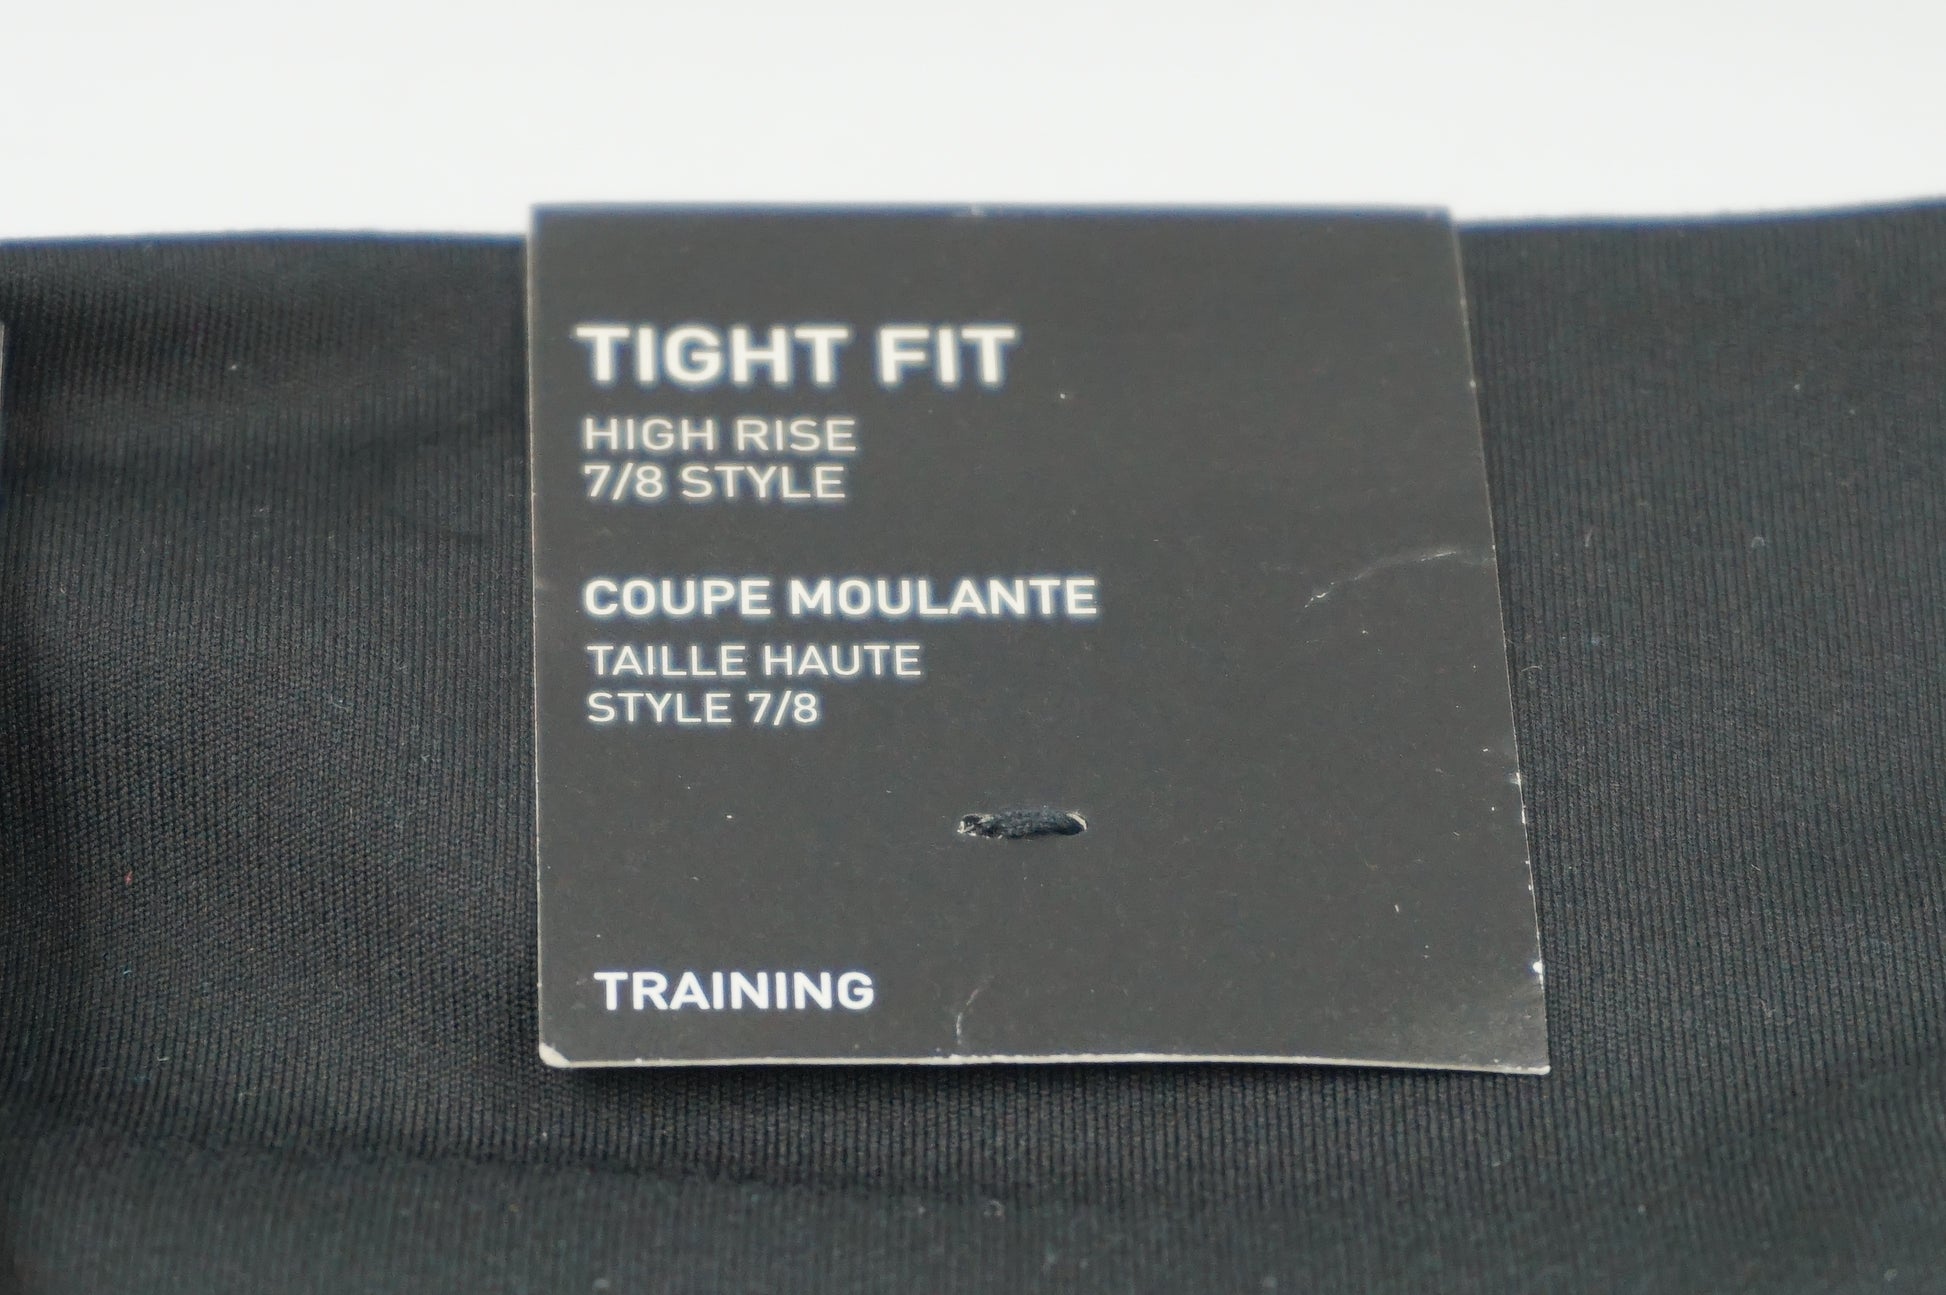 TIGHT FIT
HIGH RISE
7/8 STYLE
COUPE MOULANTE
TAILLE HAUTE
STYLE 7/8
TRAINING